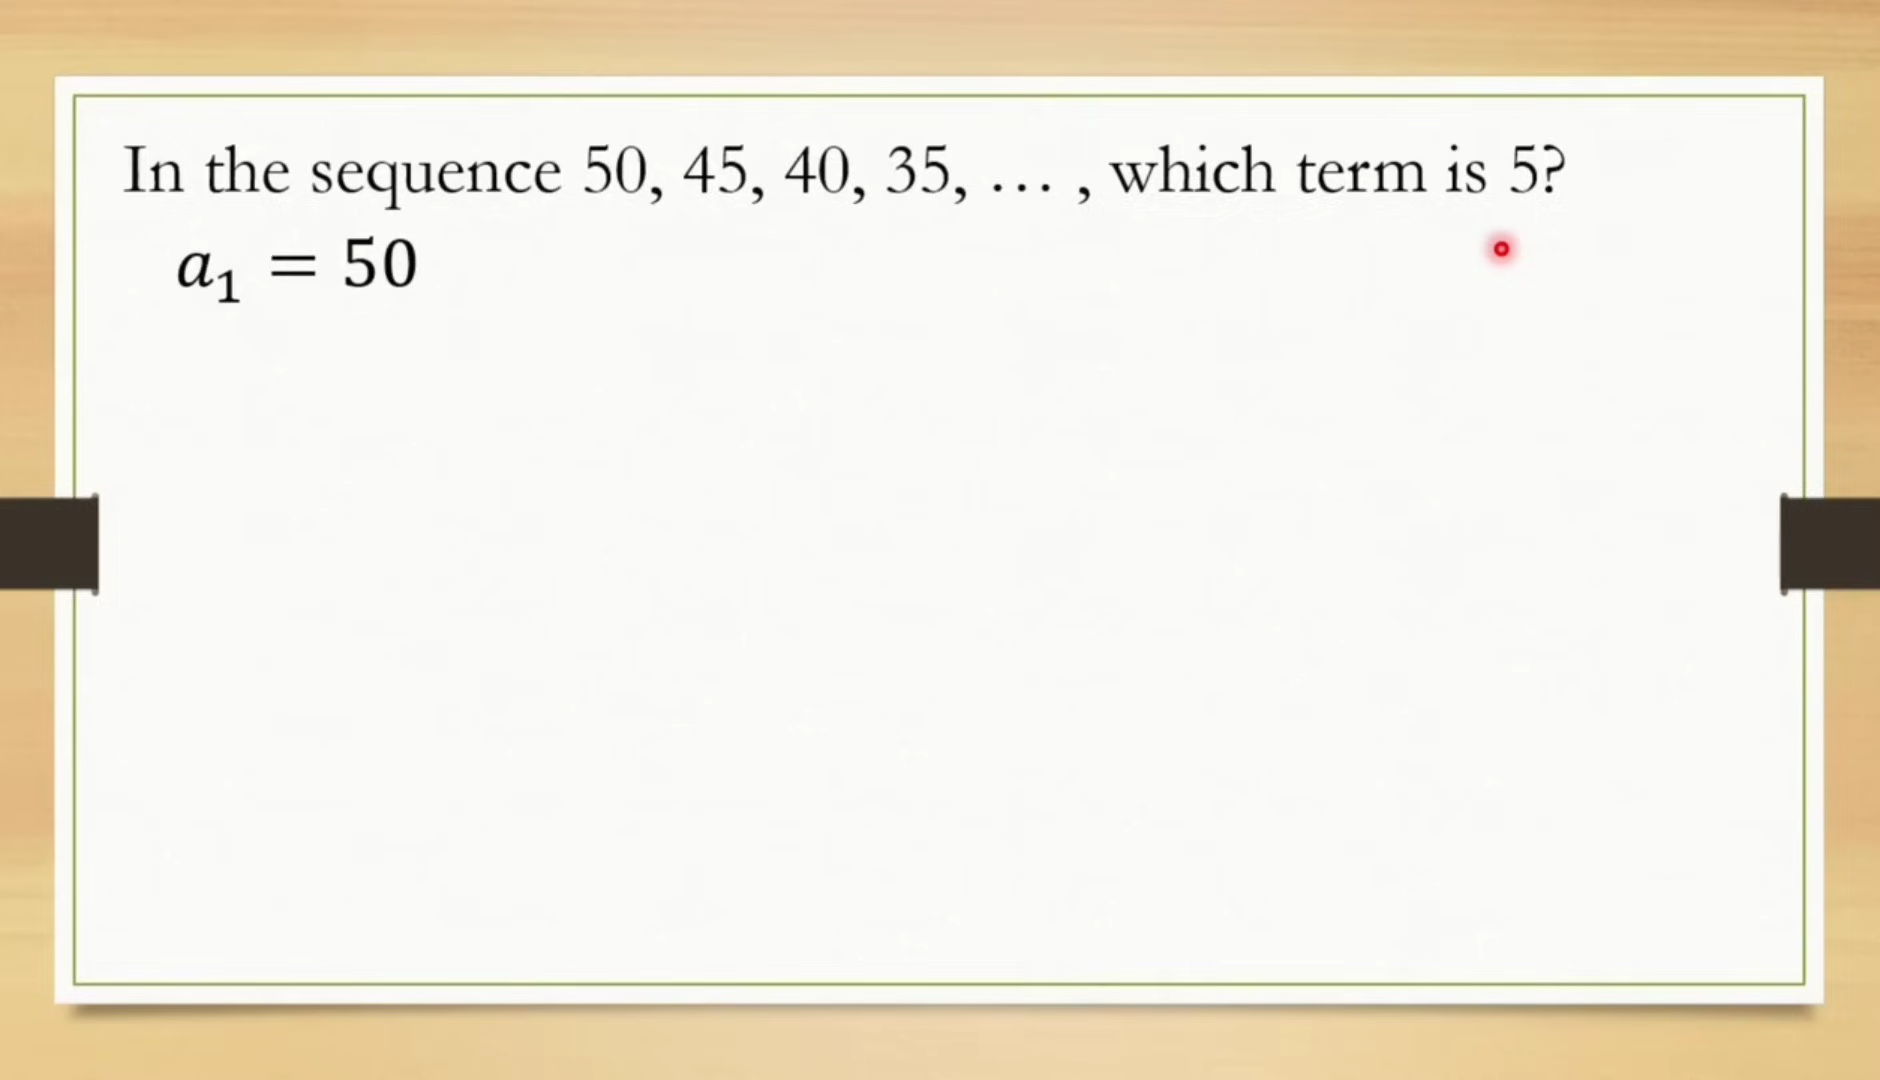 In the sequence 50, 45, 40, 35, … , which term is 5?
a₁ = 50